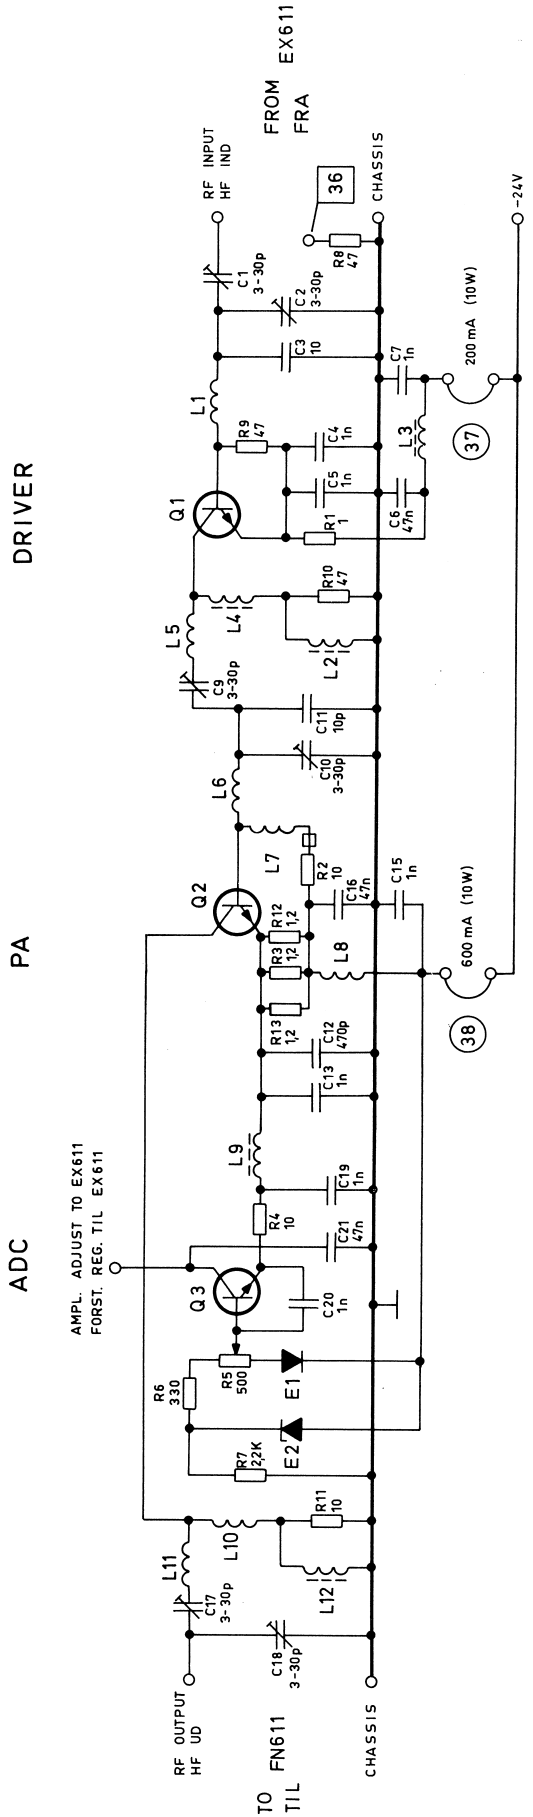 ADC
PA
DRIVER
AMPL. ADJUST TO EX611
FORST. REG. TIL EX611
RF OUTPUT
HF UD
TO
TIL
FN611
CHASSIS
C17
3-30p
C18
3-30p
L11
L10
L12
R11
10
R7
2,2K
E2
R6
330
R5
500
E1
Q3
C20
1n
C21
47n
R4
10
C19
1n
L9
C13
1n
C12
470p
R13
1,2
R3
1,2
R12
1,2
Q2
L8
R2
10
C16
47n
C15
1n
600 mA (10W)
38
L7
L6
C10
3-30p
C11
10p
C9
3-30p
L5
L4
L2
R10
47
Q1
R1
1
C5
1n
C4
1n
C6
47n
L3
C7
1n
200 mA (10W)
37
R9
47
L1
C3
10
C2
3-30p
C1
3-30p
R8
47
36
RF INPUT
HF IND
FROM
FRA
EX611
CHASSIS
-24V